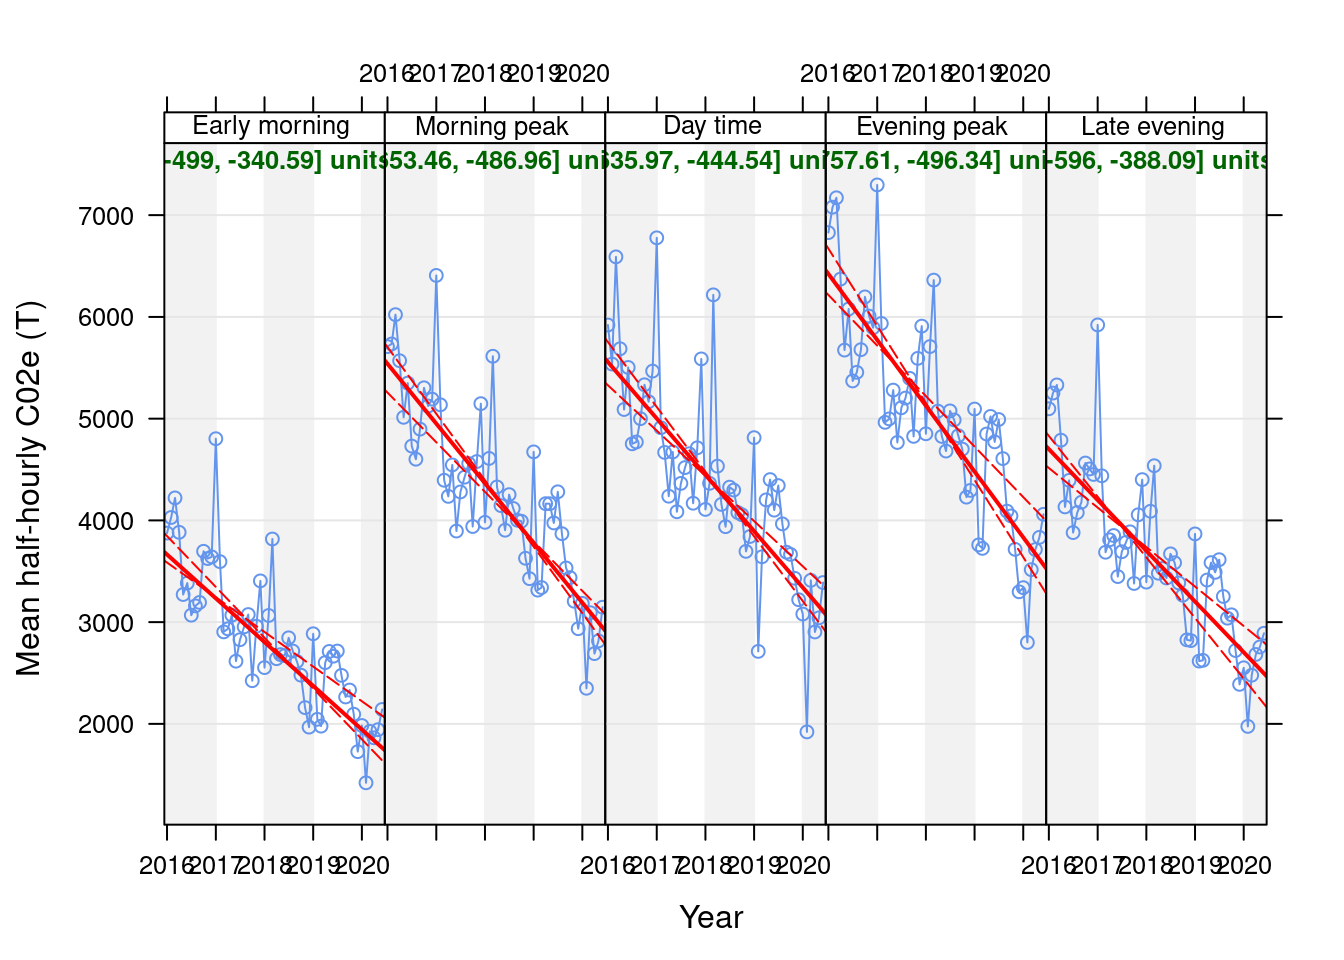 2016 2017 2018 2019 2020 2016 2017 2018 2019 2020
Early morning Morning peak Day time Evening peak Late evening
-499, -340.59] units 53.46, -486.96] uni 35.97, -444.54] uni 57.61, -496.34] uni -596, -388.09] units
7000
6000
5000
4000
3000
2000
Mean half-hourly C02e (T)
2016 2017 2018 2019 2020 2016 2017 2018 2019 2020 2016 2017 2018 2019 2020
Year